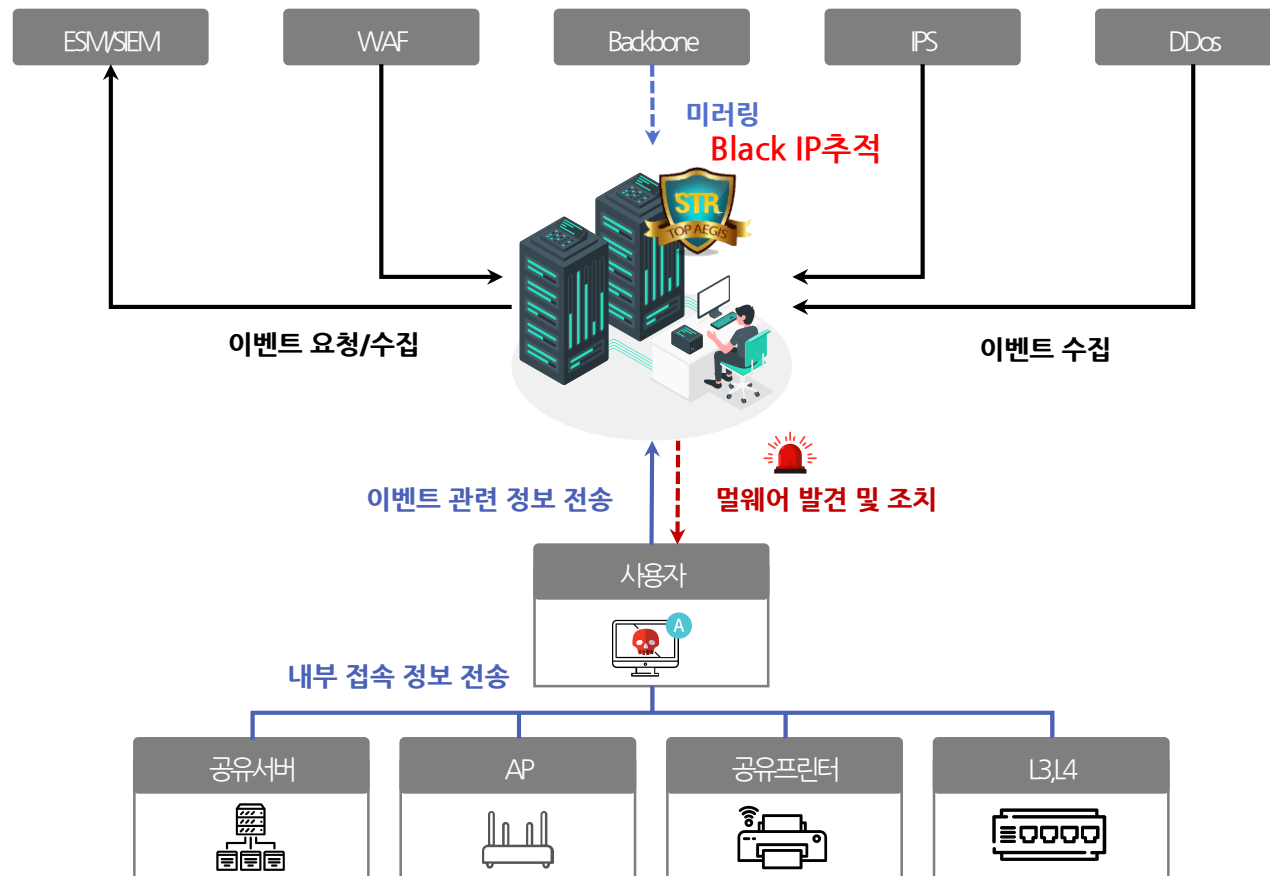 ESM/SIEM
WAF
Backbone
IPS
DDos
미러링
Black IP추적
STR
TOP AEGIS
이벤트 요청/수집
이벤트 수집
이벤트 관련 정보 전송
멀웨어 발견 및 조치
사용자
A
내부 접속 정보 전송
공유서버
AP
공유프린터
L3,L4